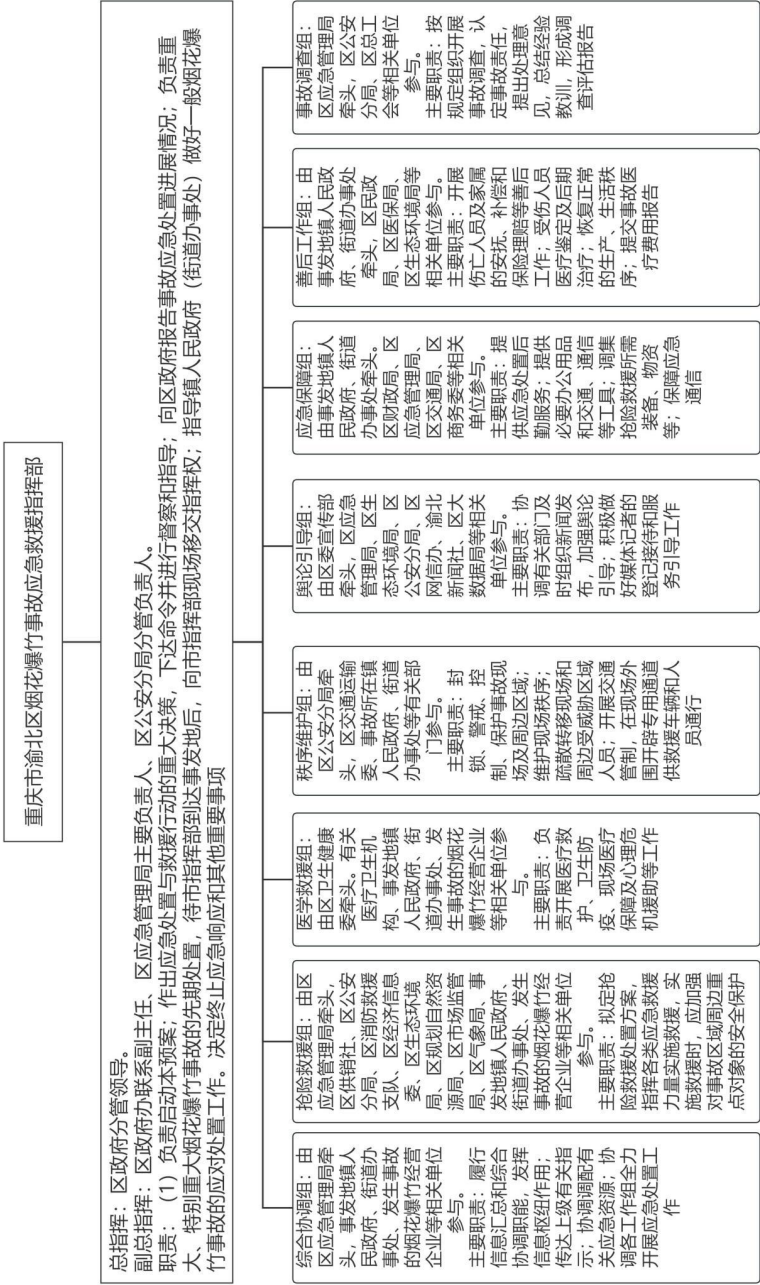 重庆市渝北区烟花爆竹事故应急救援指挥部
总指挥：区政府分管领导。
副总指挥：区政府办联系副主任、区应急管理局主要负责人、区公安分局分管负责人。
职责：（1）负责启动本预案；作出应急处置与救援行动的重大决策，下达命令并进行督察和指导；向区政府报告事故应急处置进展情况；负责重
大、特别重大烟花爆竹事故的先期处置，待市指挥部到达事发地后，向市指挥部现场移交指挥权；指导镇人民政府（街道办事处）做好一般烟花爆
竹事故的应对处置工作。决定终止应急响应和其他重要事项
综合协调组：由
区应急管理局牵
头，事发地镇人
民政府、街道办
事处、发生事故
的烟花爆竹经营
企业等相关单位
参与。
主要职责：履行
信息汇总和综合
协调职能，发挥
信息枢纽作用；
传达上级有关指
示；协调调配有
关应急资源；协
调各工作组全力
开展应急处置工
作
抢险救援组：由区
应急管理局牵头，
区供销社、区公安
分局、区消防救援
支队、区经济信息
委、区生态环境
局、区规划自然资
源局、区市场监管
局、区气象局、事
发地镇人民政府、
街道办事处、发生
事故的烟花爆竹经
营企业等相关单位
参与。
主要职责：拟定抢
险救援处置方案，
指挥各类应急救援
力量实施救援，实
施救援时，应加强
对事故区域周边重
点对象的安全保护
医学救援组：
由区卫生健康
委牵头。有关
医疗卫生机
构、事发地镇
人民政府、街
道办事处、发
生事故的烟花
爆竹经营企业
等相关单位参
与。
主要职责：负
责开展医疗救
护、卫生防
疫、现场医疗
保障及心理危
机援助等工作
秩序维护组：由
区公安分局牵
头，区交通运输
委、事故所在镇
人民政府、街道
办事处等有关部
门参与。
主要职责：封
锁、警戒、控
制、保护事故现
场及周边区域；
维护现场秩序；
疏散转移现场和
周边受威胁区域
人员；开展交通
管制，在现场外
围开辟专用通道
供救援车辆和人
员通行
舆论引导组：
由区委宣传部
牵头，区应急
管理局、区生
态环境局、区
公安分局、区
网信办、渝北
新闻社、区大
数据局等相关
单位参与。
主要职责：协
调有关部门及
时组织新闻发
布，加强舆论
引导；积极做
好媒体记者的
登记接待和服
务引导工作
应急保障组：
由事发地镇人
民政府、街道
办事处牵头。
区财政局、区
应急管理局、
区交通局、区
商务委等相关
单位参与。
主要职责：提
供应急处置后
勤服务；提供
必要办公用品
和交通、通信
等工具；调集
抢险救援所需
装备、物资
等；保障应急
通信
善后工作组：由
事发地镇人民政
府、街道办事处
牵头，区民政
局、区医保局、
区生态环境局等
相关单位参与。
主要职责：开展
伤亡人员及家属
的安抚、补偿和
保险理赔等善后
工作；受伤人员
医疗鉴定及后期
治疗；恢复正常
的生产、生活秩
序；提交事故医
疗费用报告
事故调查组：
区应急管理局
牵头，区公安
分局、区总工
会等相关单位
参与。
主要职责：按
规定组织开展
事故调查，认
定事故责任，
提出处理意
见，总结经验
教训，形成调
查评估报告